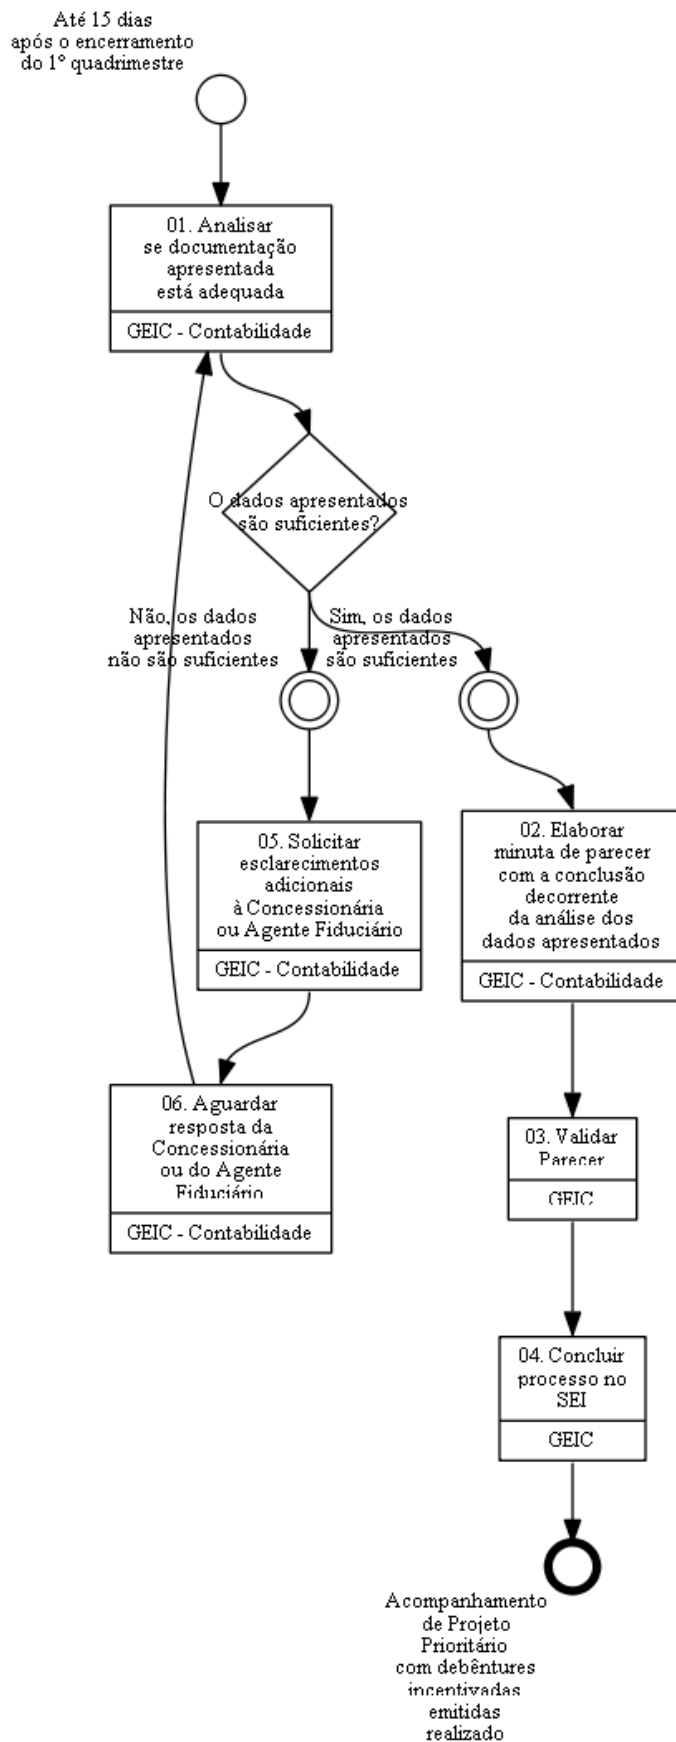 Até 15 dias
após o encerramento
do 1º quadrimestre
01. Analisar
se documentação
apresentada
está adequada
GEIC - Contabilidade
O dados apresentados
são suficientes?
Não, os dados
apresentados
não são suficientes
Sim, os dados
apresentados
são suficientes
05. Solicitar
esclarecimentos
adicionais
à Concessionária
ou Agente Fiduciário
GEIC - Contabilidade
02. Elaborar
minuta de parecer
com a conclusão
decorrente
da análise dos
dados apresentados
GEIC - Contabilidade
06. Aguardar
resposta da
Concessionária
ou do Agente
Fiduciário
GEIC - Contabilidade
03. Validar
Parecer
GEIC
04. Concluir
processo no
SEI
GEIC
Acompanhamento
de Projeto
Prioritário
com debêntures
incentivadas
emitidas
realizado